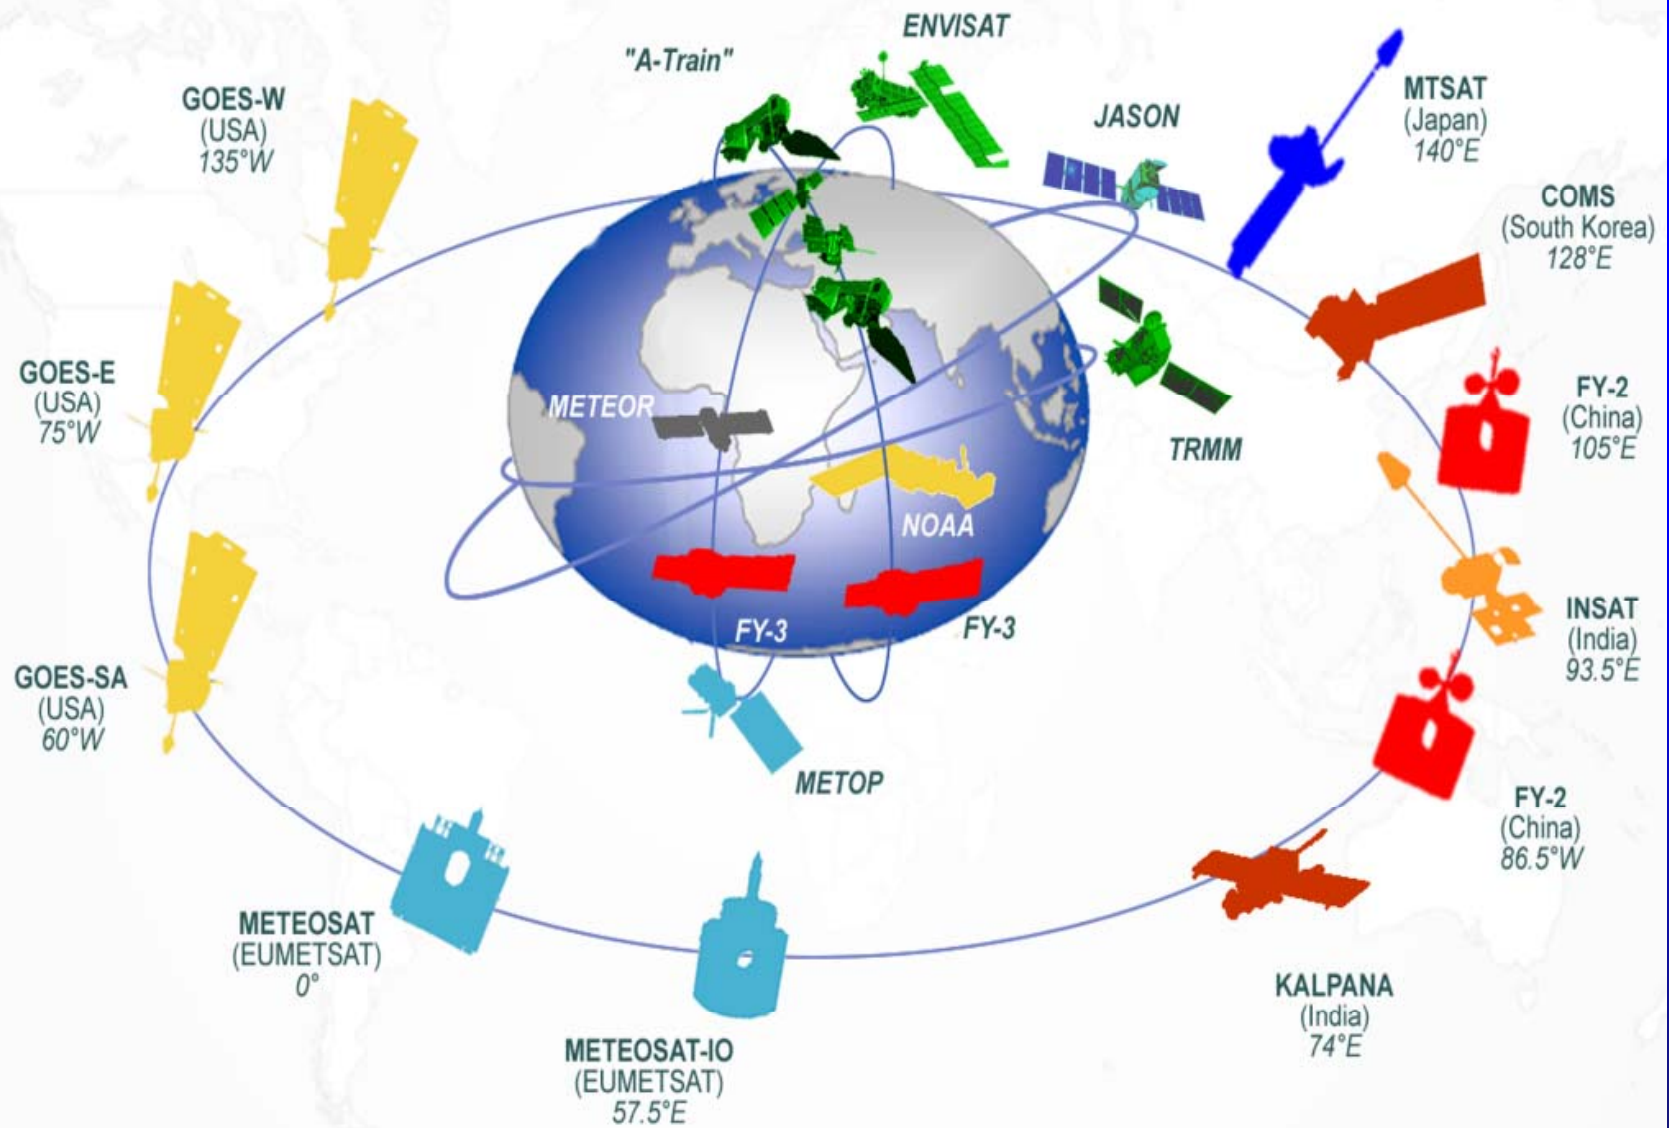 ENVISAT
"A-Train"
GOES-W
(USA)
135°W
JASON
MTSAT
(Japan)
140°E
COMS
(South Korea)
128°E
GOES-E
(USA)
75°W
FY-2
(China)
105°E
METEOR
TRMM
NOAA
INSAT
(India)
93.5°E
FY-3
FY-3
GOES-SA
(USA)
60°W
METOP
FY-2
(China)
86.5°W
METEOSAT
(EUMETSAT)
0°
KALPANA
(India)
74°E
METEOSAT-IO
(EUMETSAT)
57.5°E